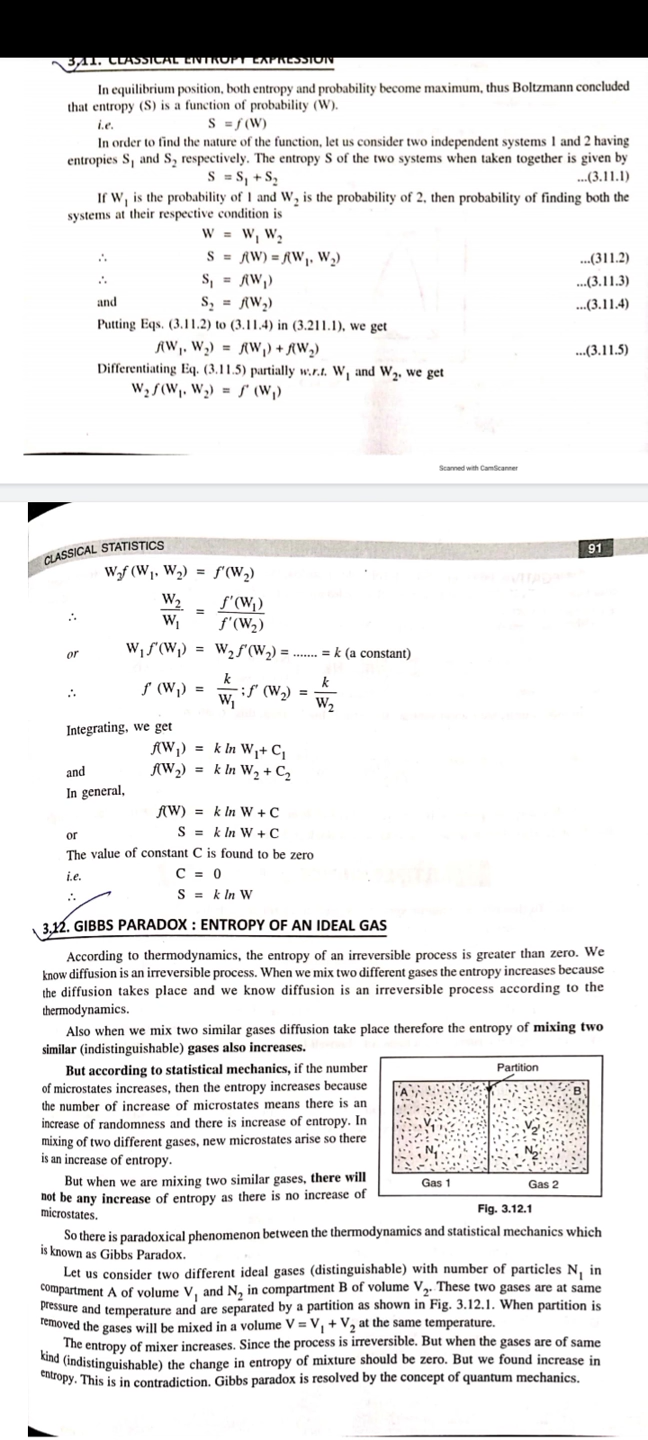 3.11. CLASSICAL ENTROPY EXPRESSION
In equilibrium position, both entropy and probability become maximum, thus Boltzmann concluded
that entropy (S) is a function of probability (W).
i.e. S = f (W)
In order to find the nature of the function, let us consider two independent systems 1 and 2 having
entropies S₁ and S₂ respectively. The entropy S of the two systems when taken together is given by
S = S₁ + S₂ ...(3.11.1)
If W₁ is the probability of 1 and W₂ is the probability of 2, then probability of finding both the
systems at their respective condition is
W = W₁ W₂
∴ S = f(W) = f(W₁, W₂) ...(311.2)
∴ S₁ = f(W₁) ...(3.11.3)
and S₂ = f(W₂) ...(3.11.4)
Putting Eqs. (3.11.2) to (3.11.4) in (3.211.1), we get
f(W₁, W₂) = f(W₁) + f(W₂) ...(3.11.5)
Differentiating Eq. (3.11.5) partially w.r.t. W₁ and W₂, we get
W₂ f (W₁, W₂) = f' (W₁)
Scanned with CamScanner
CLASSICAL STATISTICS 91
W₂f (W₁, W₂) = f'(W₂)
∴ W₂/W₁ = f'(W₁)/f'(W₂)
or W₁ f'(W₁) = W₂ f'(W₂) = ....... = k (a constant)
∴ f' (W₁) = k/W₁ ; f' (W₂) = k/W₂
Integrating, we get
f(W₁) = k ln W₁+ C₁
and f(W₂) = k ln W₂ + C₂
In general,
f(W) = k ln W + C
or S = k ln W + C
The value of constant C is found to be zero
i.e. C = 0
∴ S = k ln W
3.12. GIBBS PARADOX : ENTROPY OF AN IDEAL GAS
According to thermodynamics, the entropy of an irreversible process is greater than zero. We
know diffusion is an irreversible process. When we mix two different gases the entropy increases because
the diffusion takes place and we know diffusion is an irreversible process according to the
thermodynamics.
Also when we mix two similar gases diffusion take place therefore the entropy of mixing two
similar (indistinguishable) gases also increases.
But according to statistical mechanics, if the number
of microstates increases, then the entropy increases because
the number of increase of microstates means there is an
increase of randomness and there is increase of entropy. In
mixing of two different gases, new microstates arise so there
is an increase of entropy.
But when we are mixing two similar gases, there will
not be any increase of entropy as there is no increase of
microstates.
Partition
A B
V₁ V₂
N₁ N₂
Gas 1 Gas 2
Fig. 3.12.1
So there is paradoxical phenomenon between the thermodynamics and statistical mechanics which
is known as Gibbs Paradox.
Let us consider two different ideal gases (distinguishable) with number of particles N₁ in
compartment A of volume V₁ and N₂ in compartment B of volume V₂. These two gases are at same
pressure and temperature and are separated by a partition as shown in Fig. 3.12.1. When partition is
removed the gases will be mixed in a volume V = V₁ + V₂ at the same temperature.
The entropy of mixer increases. Since the process is irreversible. But when the gases are of same
kind (indistinguishable) the change in entropy of mixture should be zero. But we found increase in
entropy. This is in contradiction. Gibbs paradox is resolved by the concept of quantum mechanics.